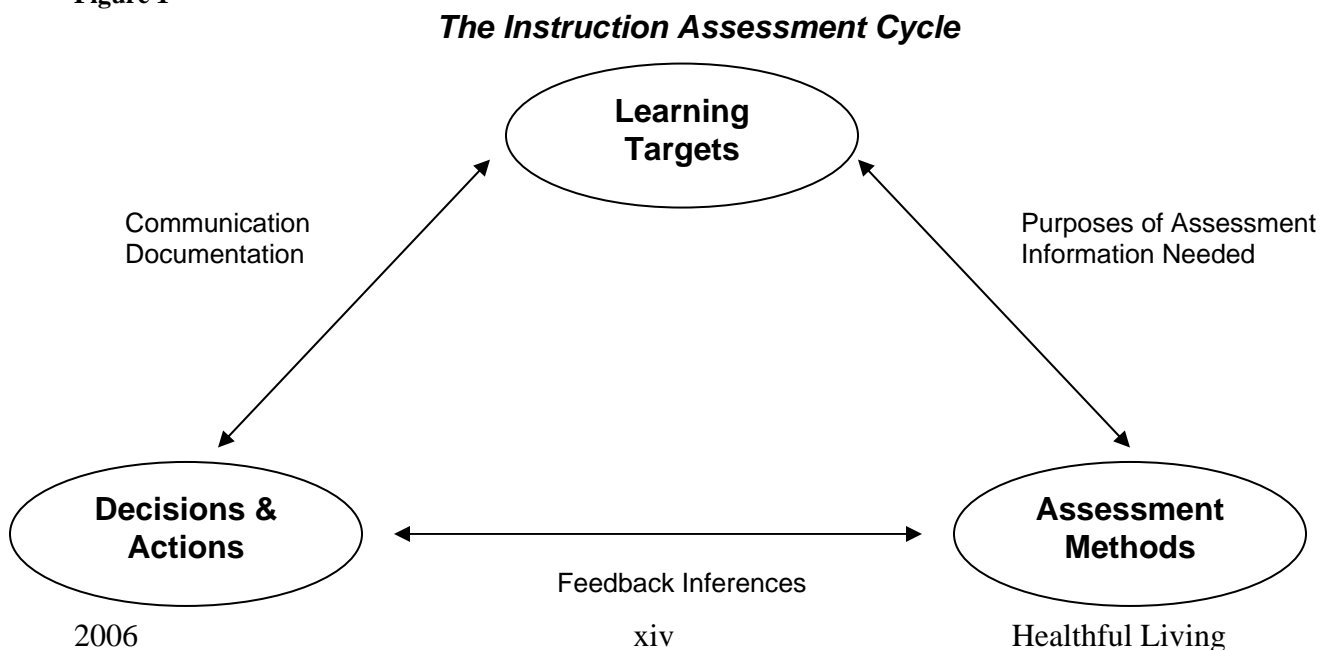 Figure 1
The Instruction Assessment Cycle
Learning
Targets
Communication
Documentation
Purposes of Assessment
Information Needed
Decisions &
Actions
Assessment
Methods
Feedback Inferences
2006 xiv Healthful Living